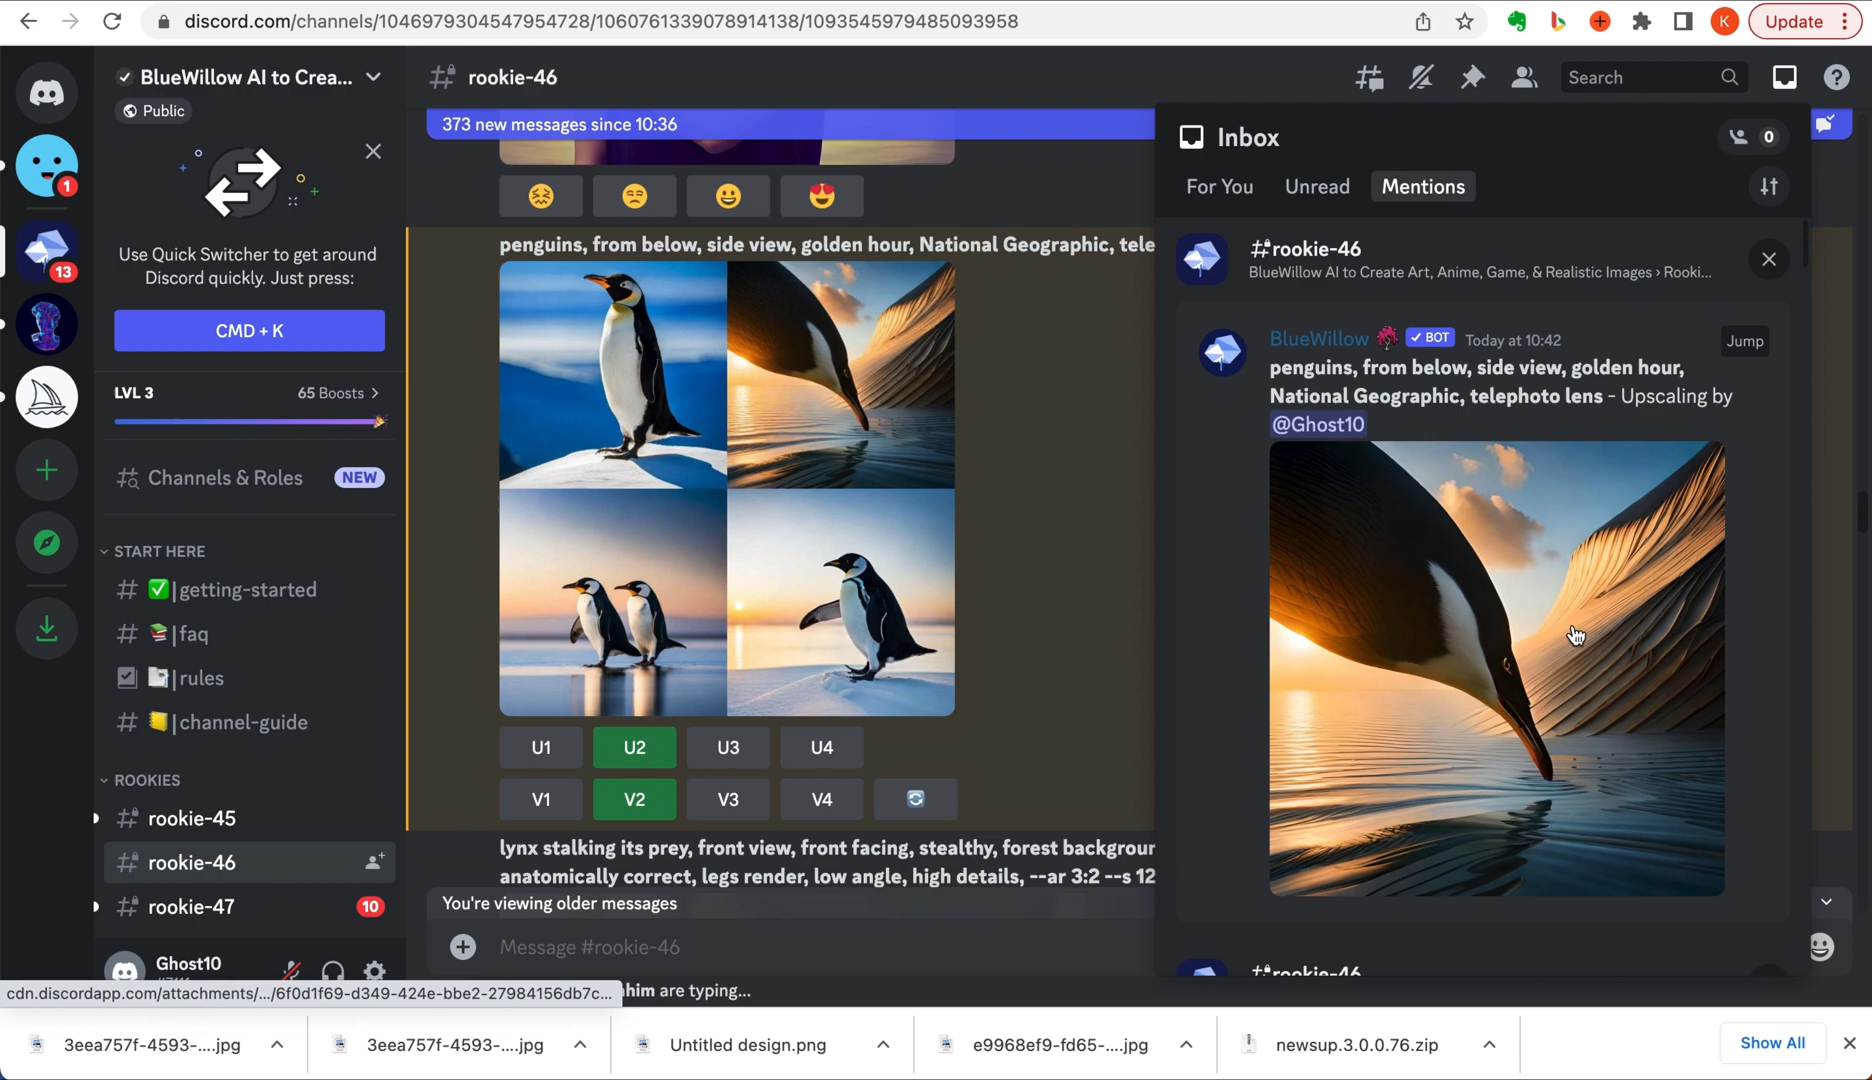 discord.com/channels/1046979304547954728/1060761339078914138/1093545979485093958
K
Update
BlueWillow AI to Crea...
Public
Use Quick Switcher to get around
Discord quickly. Just press:
CMD + K
LVL 3
65 Boosts
Channels & Roles
NEW
START HERE
|getting-started
|faq
|rules
|channel-guide
ROOKIES
rookie-45
rookie-46
rookie-47
10
Ghost10
1
13
rookie-46
Search
373 new messages since 10:36
penguins, from below, side view, golden hour, National Geographic, tele
U1
U2
U3
U4
V1
V2
V3
V4
lynx stalking its prey, front view, front facing, stealthy, forest backgroun
anatomically correct, legs render, low angle, high details, --ar 3:2 --s 12
You're viewing older messages
Message #rookie-46
are typing...
Inbox
0
For You
Unread
Mentions
#rookie-46
BlueWillow AI to Create Art, Anime, Game, & Realistic Images › Rooki...
BlueWillow
BOT
Today at 10:42
Jump
penguins, from below, side view, golden hour,
National Geographic, telephoto lens - Upscaling by
@Ghost10
#rookie-46
cdn.discordapp.com/attachments/.../6f0d1f69-d349-424e-bbe2-27984156db7c...
3eea757f-4593-....jpg
3eea757f-4593-....jpg
Untitled design.png
e9968ef9-fd65-....jpg
newsup.3.0.0.76.zip
Show All